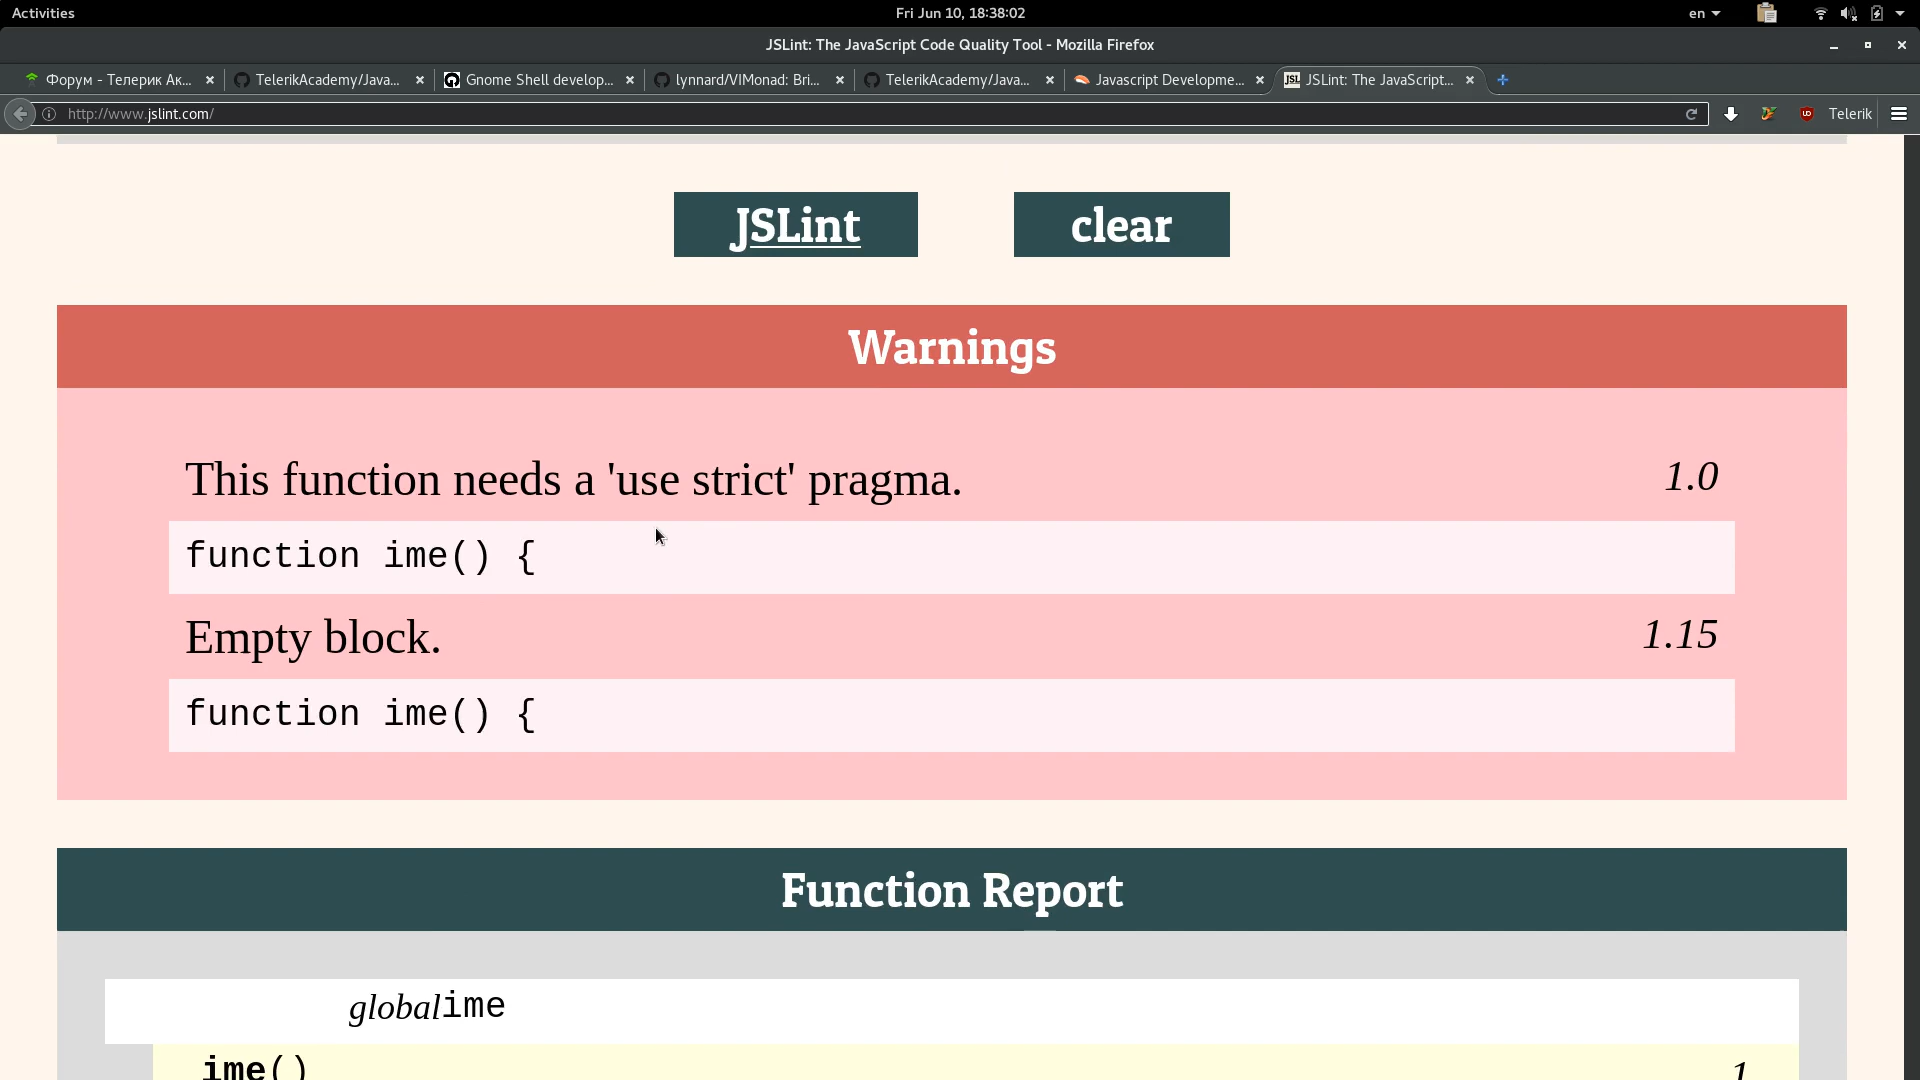 Activities
Fri Jun 10, 18:38:02
en
JSLint: The JavaScript Code Quality Tool - Mozilla Firefox
Форум - Телерик Ак...
TelerikAcademy/Java...
Gnome Shell develop...
lynnard/VIMonad: Bri...
TelerikAcademy/Java...
Javascript Developme...
JSL
JSLint: The JavaScript...
http://www.jslint.com/
Telerik
JSLint
clear
Warnings
This function needs a 'use strict' pragma.
1.0
function ime() {
Empty block.
1.15
function ime() {
Function Report
globalime
ime()
1